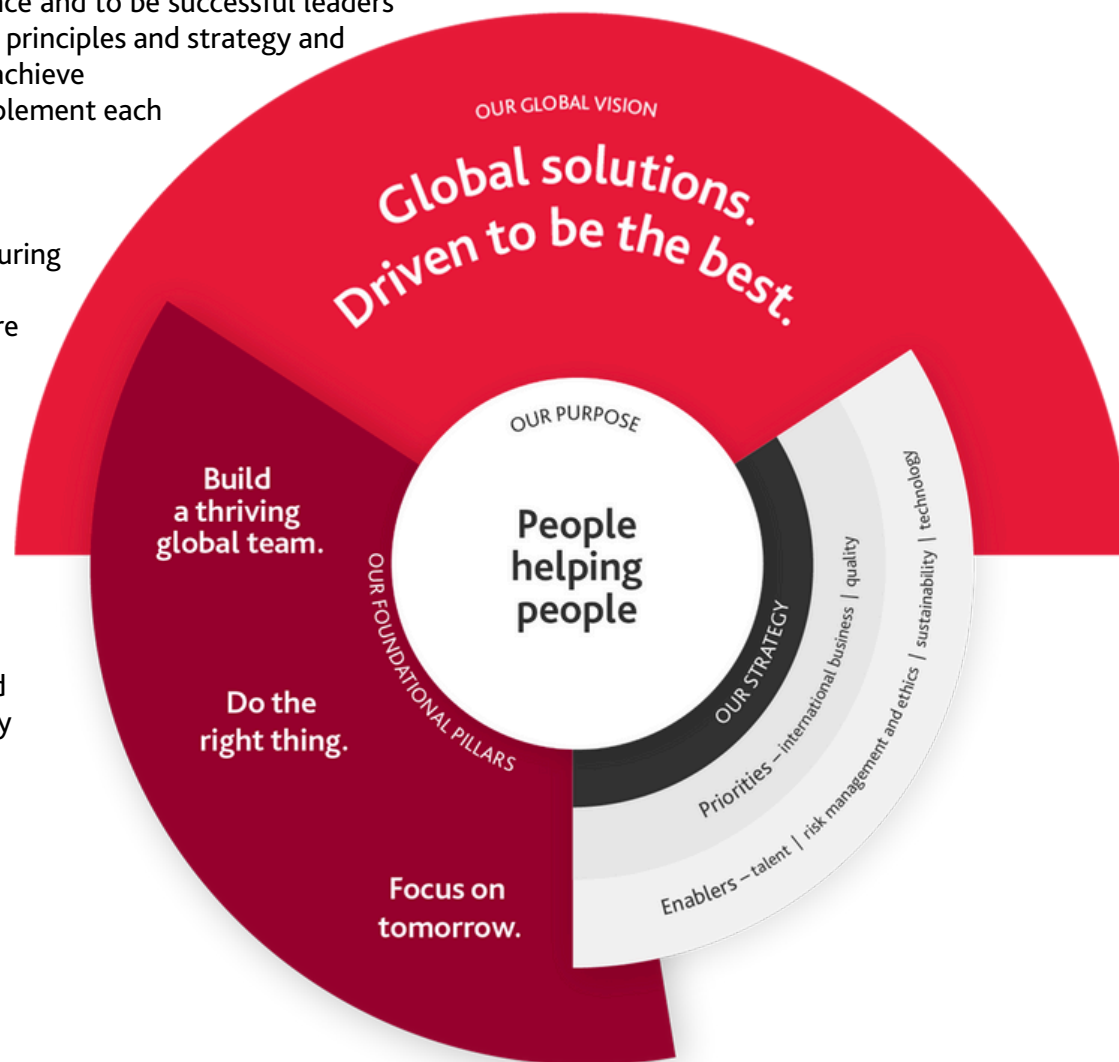 nce and to be successful leaders
principles and strategy and
achieve
plement each
uring
re
d
y
OUR GLOBAL VISION
Global solutions.
Driven to be the best.
OUR PURPOSE
People
helping
people
OUR FOUNDATIONAL PILLARS
Build
a thriving
global team.
Do the
right thing.
Focus on
tomorrow.
OUR STRATEGY
Priorities – international business | quality
Enablers – talent | risk management and ethics | sustainability | technology